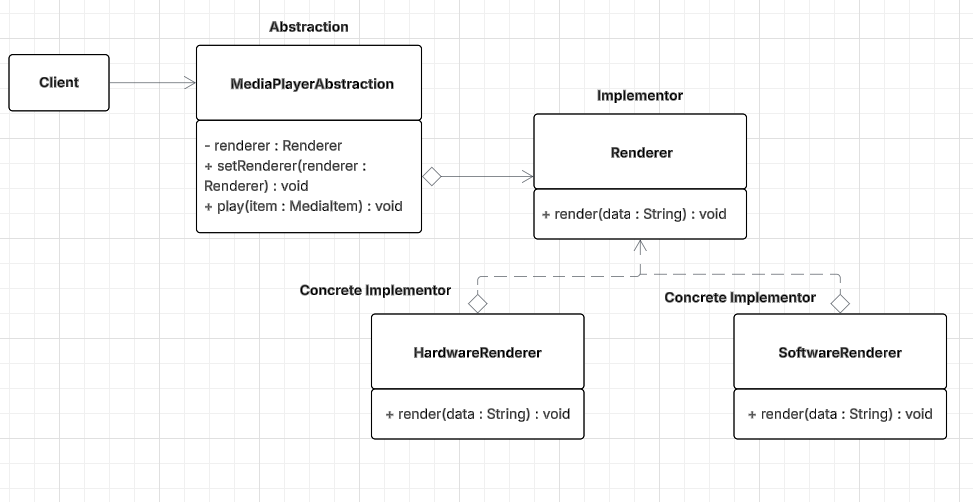 Abstraction
Client
MediaPlayerAbstraction
- renderer : Renderer
+ setRenderer(renderer :
Renderer) : void
+ play(item : MediaItem) : void
Implementor
Renderer
+ render(data : String) : void
Concrete Implementor
HardwareRenderer
+ render(data : String) : void
Concrete Implementor
SoftwareRenderer
+ render(data : String) : void